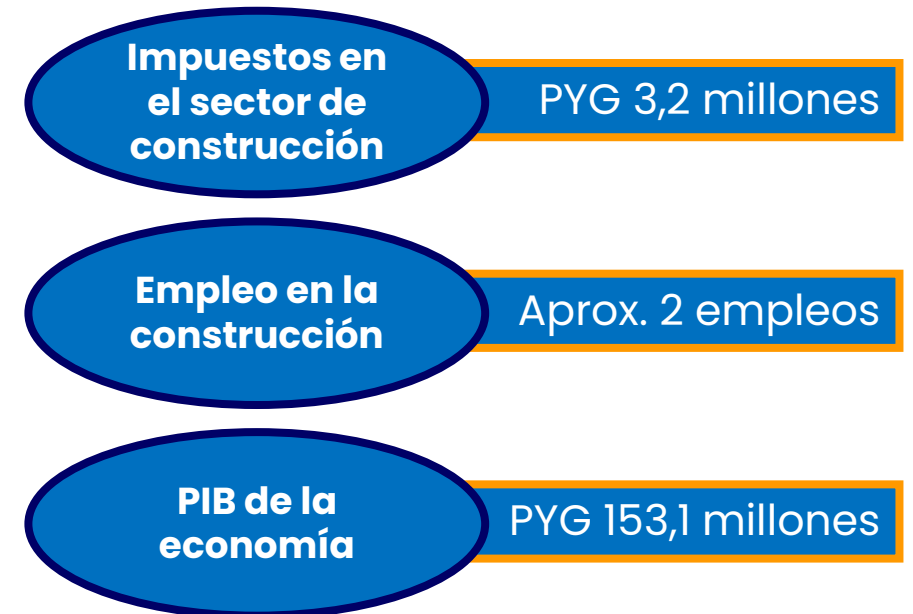 Impuestos en
el sector de
construcción
PYG 3,2 millones
Empleo en la
construcción
Aprox. 2 empleos
PIB de la
economía
PYG 153,1 millones